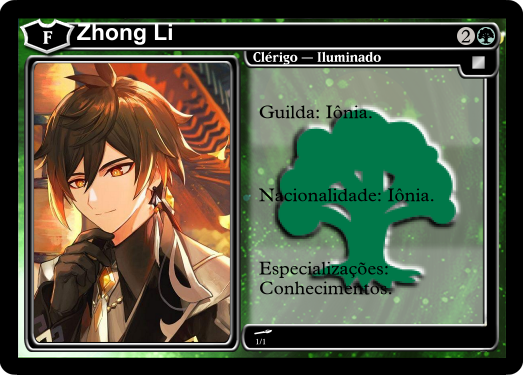 F
Zhong Li
2
Clérigo — Iluminado
Guilda: Iônia.
Nacionalidade: Iônia.
Especializações:
Conhecimentos.
1/1